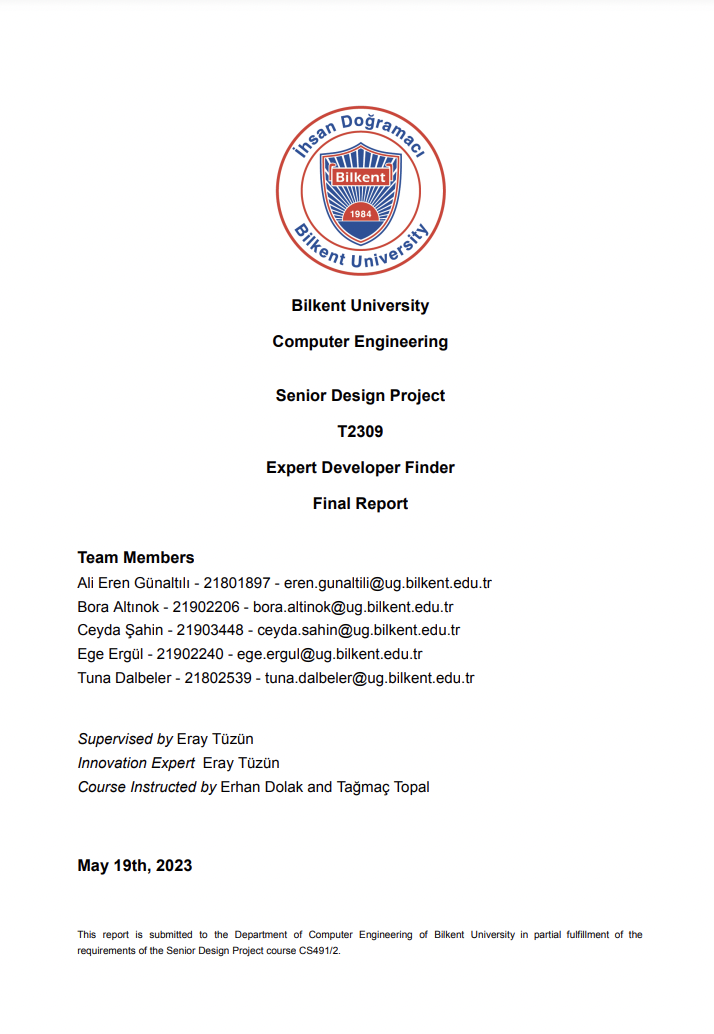 İhsan Doğramacı
Bilkent
1984
Bilkent University
Bilkent University
Computer Engineering
Senior Design Project
T2309
Expert Developer Finder
Final Report
Team Members
Ali Eren Günaltılı - 21801897 - eren.gunaltili@ug.bilkent.edu.tr
Bora Altınok - 21902206 - bora.altinok@ug.bilkent.edu.tr
Ceyda Şahin - 21903448 - ceyda.sahin@ug.bilkent.edu.tr
Ege Ergül - 21902240 - ege.ergul@ug.bilkent.edu.tr
Tuna Dalbeler - 21802539 - tuna.dalbeler@ug.bilkent.edu.tr
Supervised by Eray Tüzün
Innovation Expert  Eray Tüzün
Course Instructed by Erhan Dolak and Tağmaç Topal
May 19th, 2023
This report is submitted to the Department of Computer Engineering of Bilkent University in partial fulfillment of the
requirements of the Senior Design Project course CS491/2.